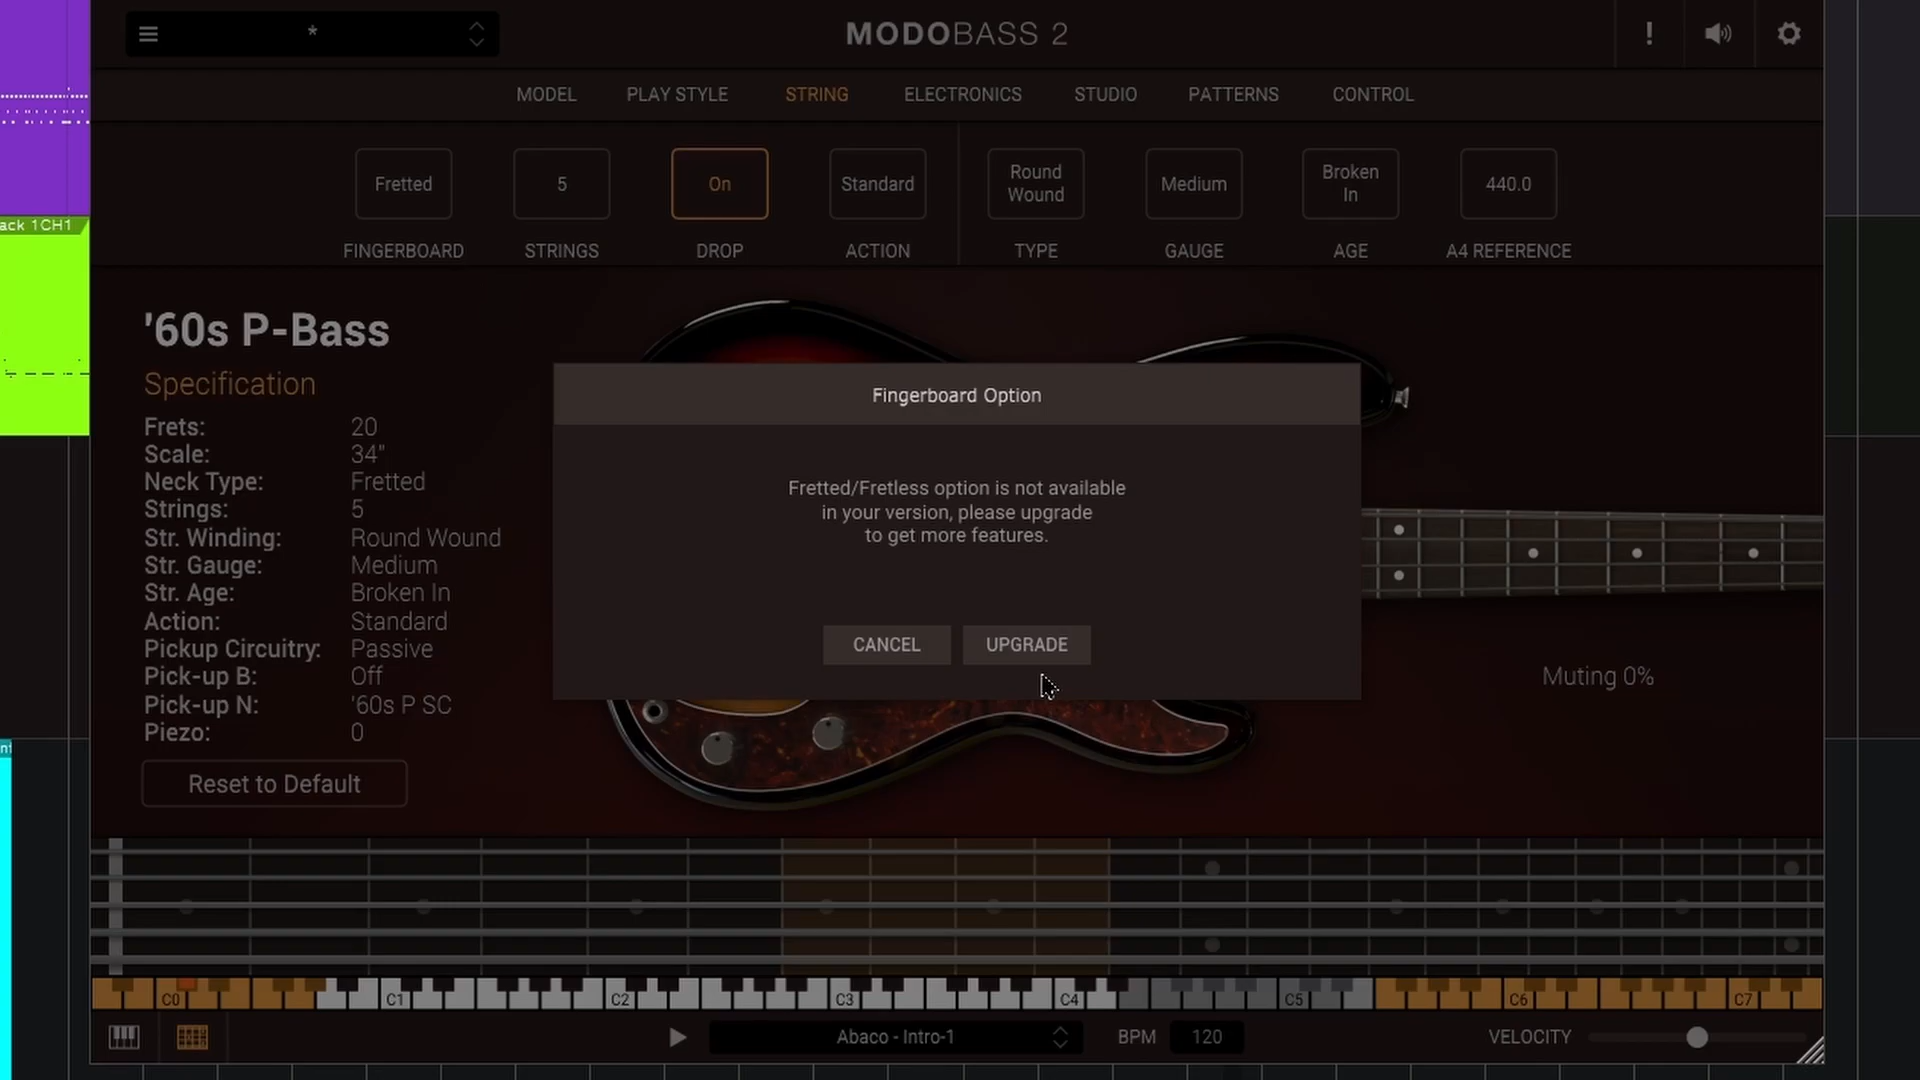 *
MODOBASS 2
!
MODEL
PLAY STYLE
STRING
ELECTRONICS
STUDIO
PATTERNS
CONTROL
Fretted
5
On
Standard
Round
Wound
Medium
Broken
In
440.0
FINGERBOARD
STRINGS
DROP
ACTION
TYPE
GAUGE
AGE
A4 REFERENCE
ack 1CH1
'60s P-Bass
Specification
Frets: 20
Scale: 34"
Neck Type: Fretted
Strings: 5
Str. Winding: Round Wound
Str. Gauge: Medium
Str. Age: Broken In
Action: Standard
Pickup Circuitry: Passive
Pick-up B: Off
Pick-up N: '60s P SC
Piezo: 0
Reset to Default
Fingerboard Option
Fretted/Fretless option is not available
in your version, please upgrade
to get more features.
CANCEL
UPGRADE
Muting 0%
C0
C1
C2
C3
C4
C5
C6
C7
Abaco - Intro-1
BPM
120
VELOCITY